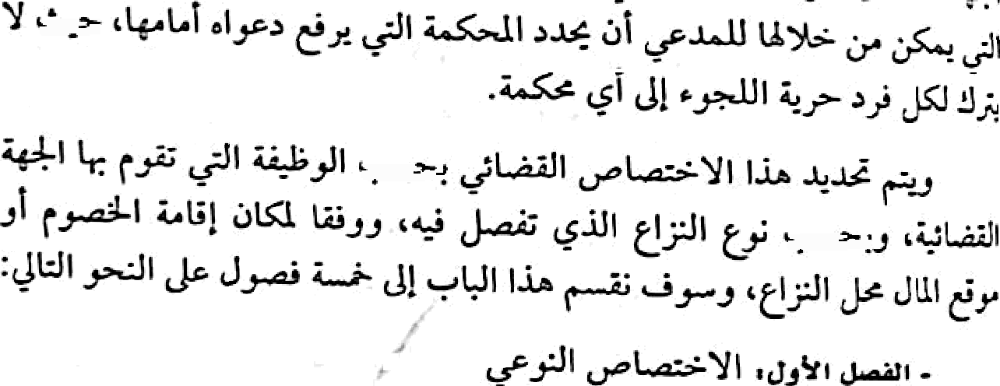 التي يمكن من خلالها للمدعي أن يحدد المحكمة التي يرفع دعواه أمامها، لا
يترك لكل فرد حرية اللجوء إلى أي محكمة.
ويتم تحديد هذا الاختصاص القضائي الوظيفة التي تقوم بها الجهة
القضائية، نوع النزاع الذي تفصل فيه، ووفقا لمكان إقامة الخصوم أو
موقع المال محل النزاع، وسوف نقسم هذا الباب إلى خمسة فصول على النحو التالي:
- الفصل الأول: الاختصاص النوعي